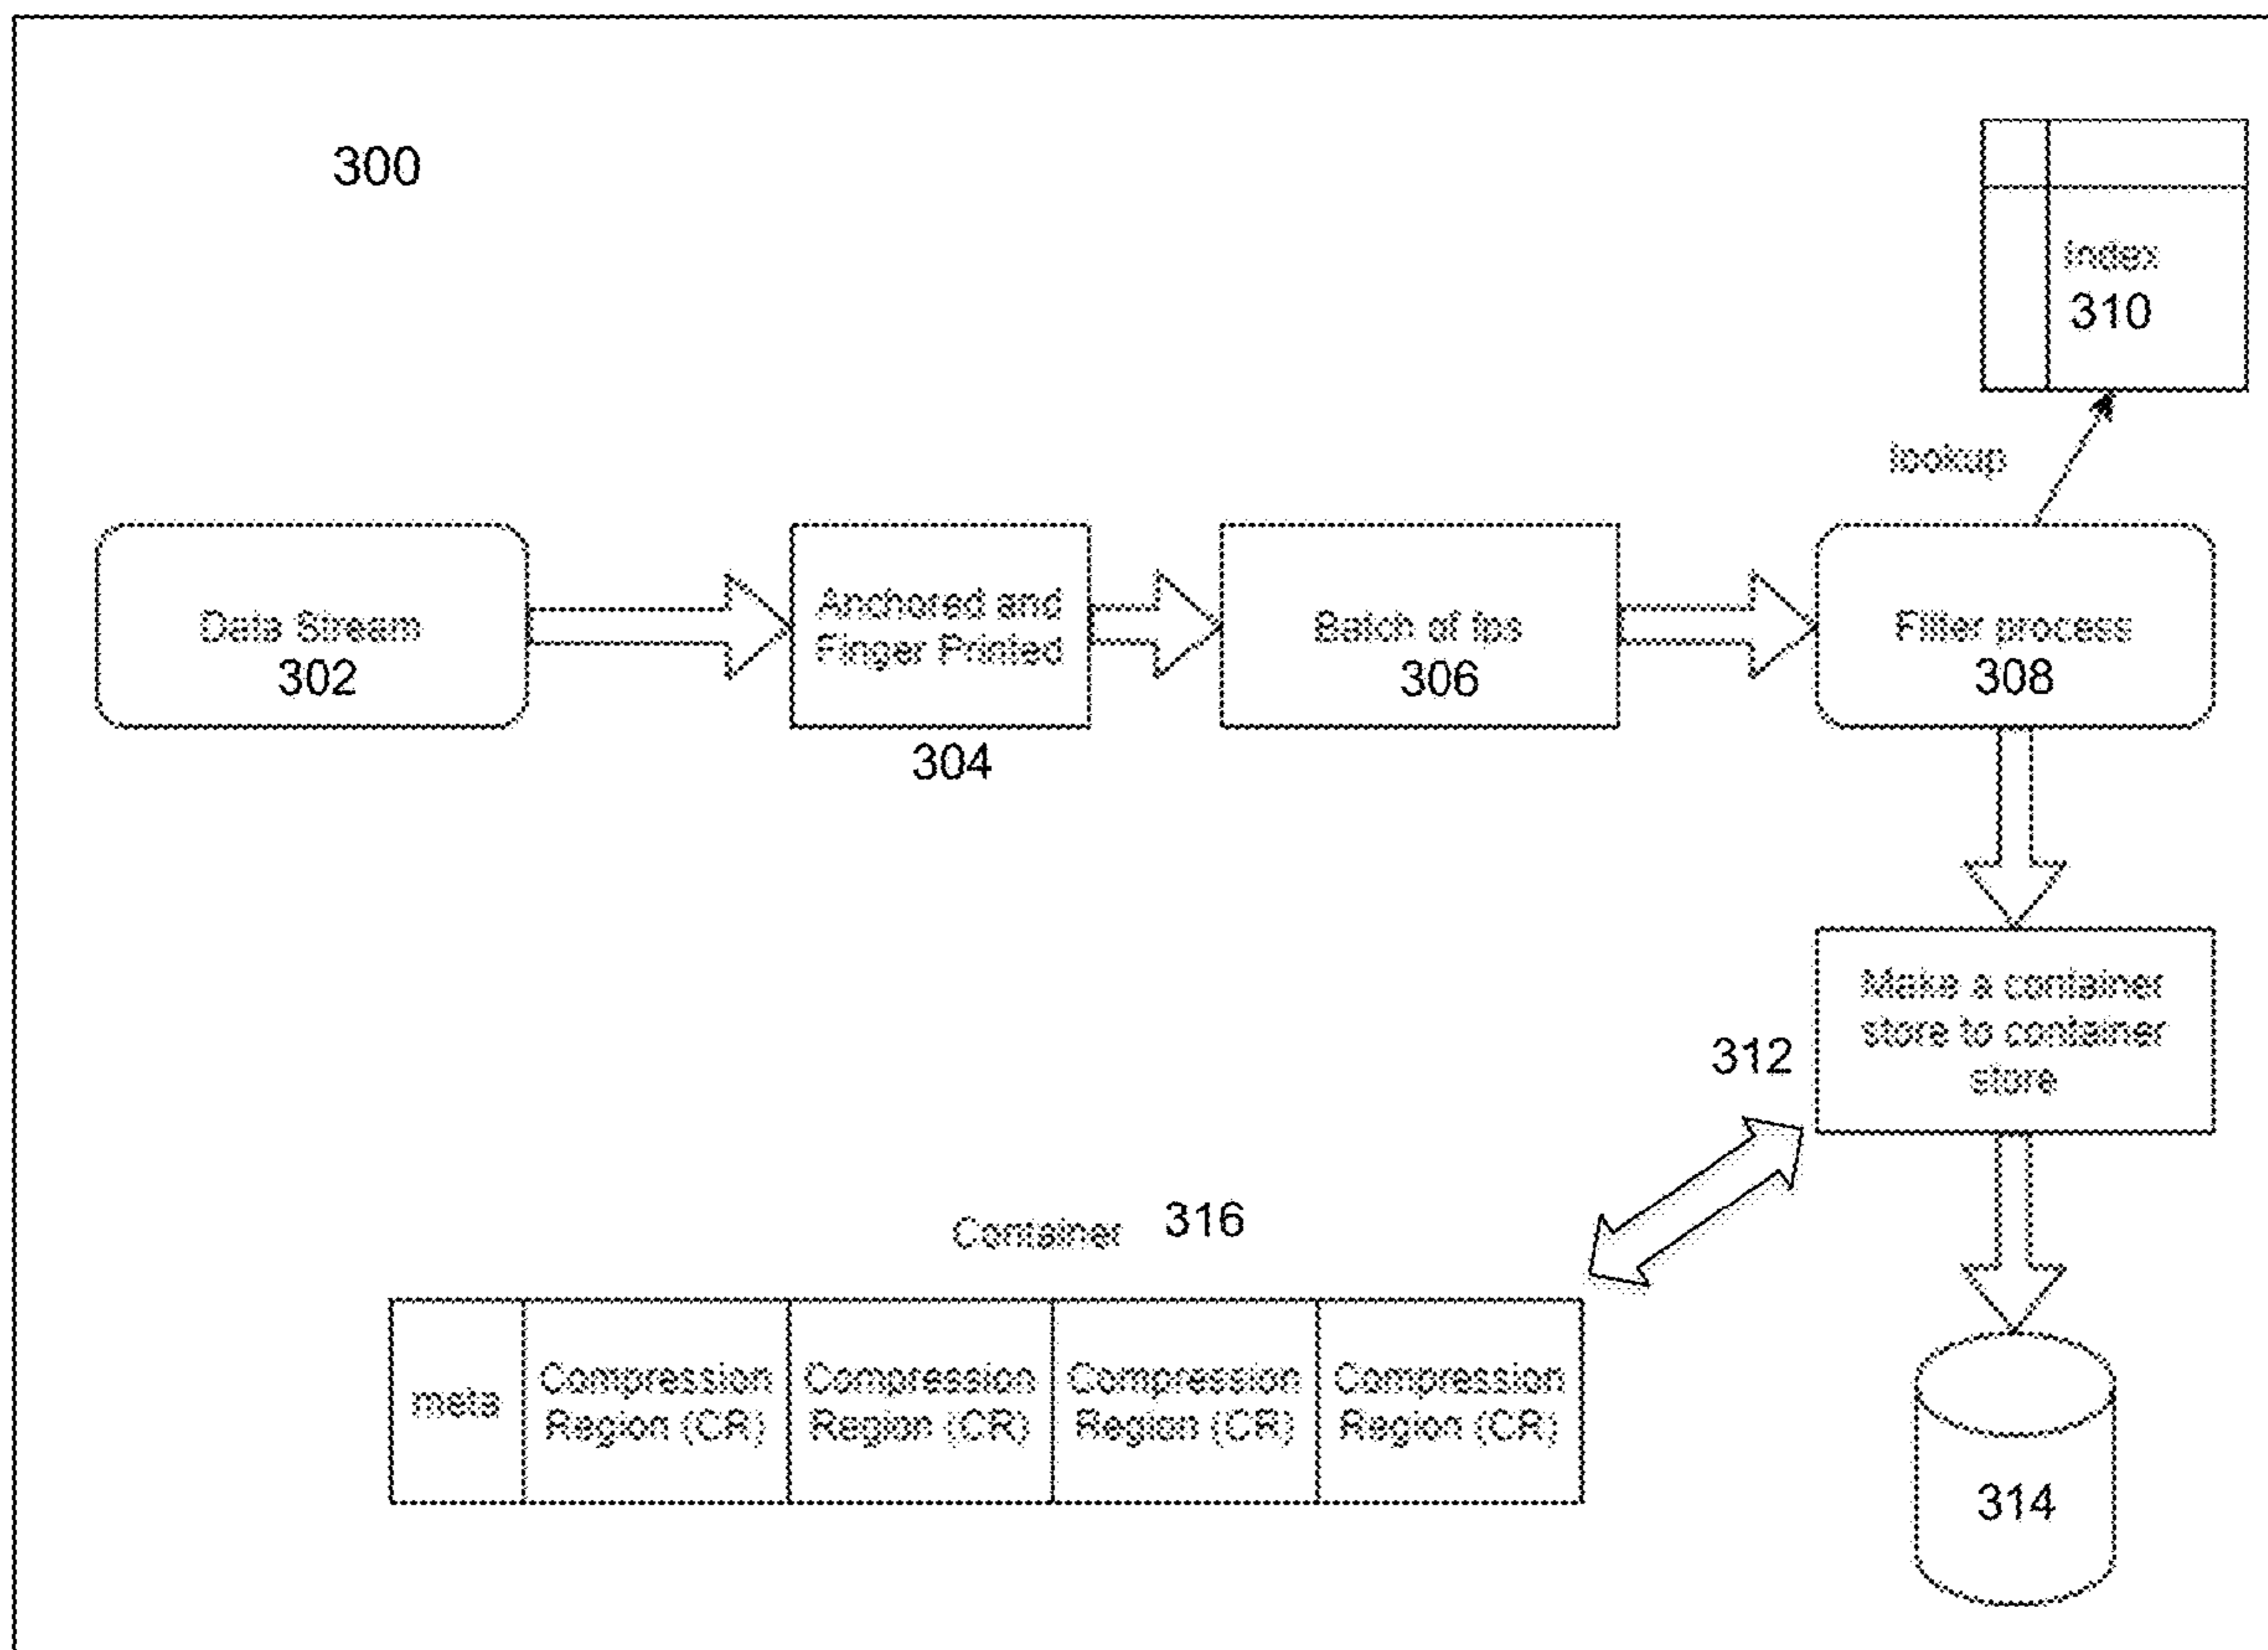 300
Index
310
lookup
Data Stream
302
Anchored and
Finger Printed
304
Batch of fps
306
Filter process
308
Make a container
store to container
store
312
Container 316
meta
Compression
Region (CR)
Compression
Region (CR)
Compression
Region (CR)
Compression
Region (CR)
314